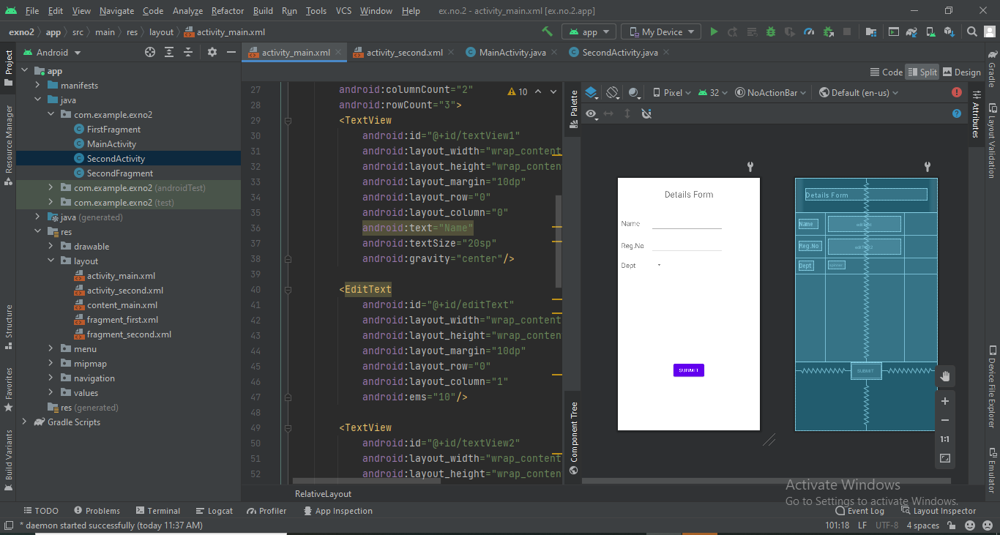 File Edit View Navigate Code Analyze Refactor Build Run Tools VCS Window Help ex.no.2 - activity_main.xml [ex.no.2.app]
exno2 app src main res layout activity_main.xml app My Device
Project
Resource Manager
Structure
Favorites
Build Variants
Android
app
manifests
java
com.example.exno2
FirstFragment
MainActivity
SecondActivity
SecondFragment
com.example.exno2 (androidTest)
com.example.exno2 (test)
java (generated)
res
drawable
layout
activity_main.xml
activity_second.xml
content_main.xml
fragment_first.xml
fragment_second.xml
menu
mipmap
navigation
values
res (generated)
Gradle Scripts
activity_main.xml activity_second.xml MainActivity.java SecondActivity.java
Code Split Design
10
27 android:columnCount="2"
28 android:rowCount="3">
29 <TextView
30 android:id="@+id/textView1"
31 android:layout_width="wrap_content
32 android:layout_height="wrap_conten
33 android:layout_margin="10dp"
34 android:layout_row="0"
35 android:layout_column="0"
36 android:text="Name"
37 android:textSize="20sp"
38 android:gravity="center"/>
39
40 <EditText
41 android:id="@+id/editText"
42 android:layout_width="wrap_content
43 android:layout_height="wrap_conten
44 android:layout_margin="10dp"
45 android:layout_row="0"
46 android:layout_column="1"
47 android:ems="10"/>
48
49 <TextView
50 android:id="@+id/textView2"
51 android:layout_width="wrap_content
52 android:layout_height="wrap_conten
RelativeLayout
Palette
Component Tree
Pixel 32 NoActionBar Default (en-us)
Details Form
Name
Reg.No
Dept
SUBMIT
Details Form
Name
Reg.No
Dept
SUBMIT
1:1
Attributes
Gradle
Layout Validation
Device File Explorer
Emulator
Activate Windows
Go to Settings to activate Windows.
TODO Problems Terminal Logcat Profiler App Inspection Event Log Layout Inspector
* daemon started successfully (today 11:37 AM) 101:18 LF UTF-8 4 spaces